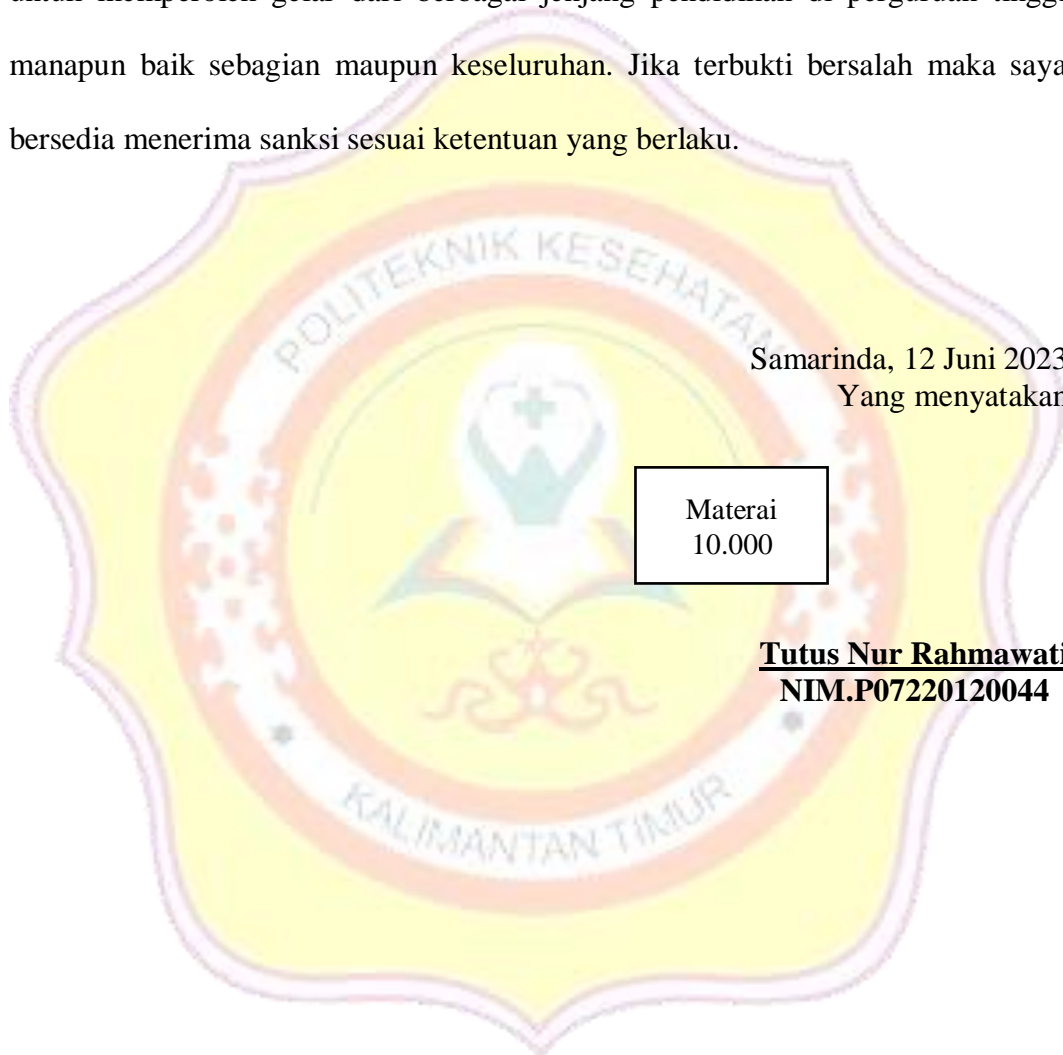 untuk memperoleh gelar dari berbagai jenjang pendidikan di perguruan tinggi
manapun baik sebagian maupun keseluruhan. Jika terbukti bersalah maka saya
bersedia menerima sanksi sesuai ketentuan yang berlaku.
POLITEKNIK KESEHATAN
Samarinda, 12 Juni 2023
Yang menyatakan
Materai
10.000
Tutus Nur Rahmawati
NIM.P07220120044
KALIMANTAN TIMUR